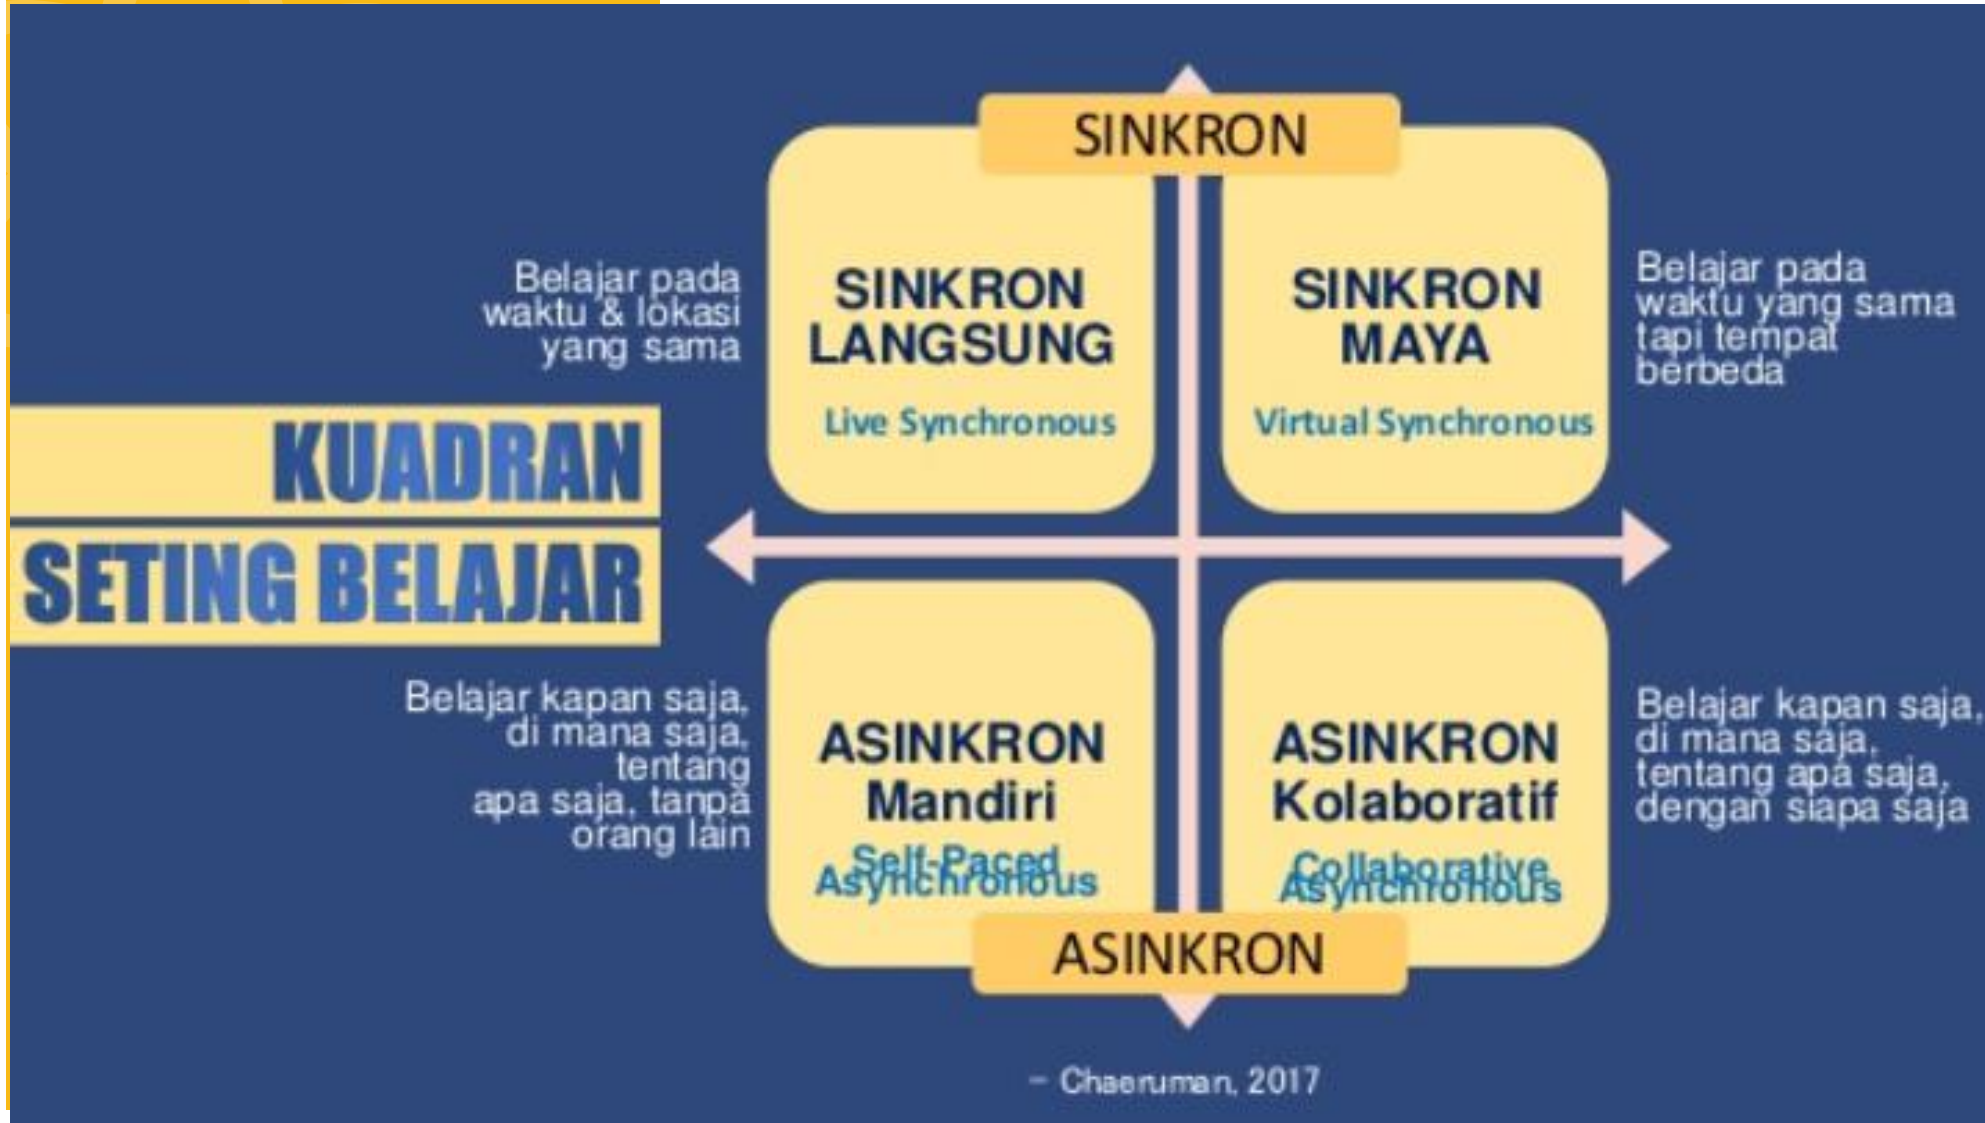 SINKRON
Belajar pada
waktu & lokasi
yang sama
SINKRON
LANGSUNG
Live Synchronous
SINKRON
MAYA
Virtual Synchronous
Belajar pada
waktu yang sama
tapi tempat
berbeda
KUADRAN
SETING BELAJAR
Belajar kapan saja,
di mana saja,
tentang
apa saja, tanpa
orang lain
ASINKRON
Mandiri
Self-Paced
Asynchronous
ASINKRON
Kolaboratif
Collaborative
Asynchronous
Belajar kapan saja,
di mana saja,
tentang apa saja,
dengan siapa saja
ASINKRON
– Chaeruman, 2017